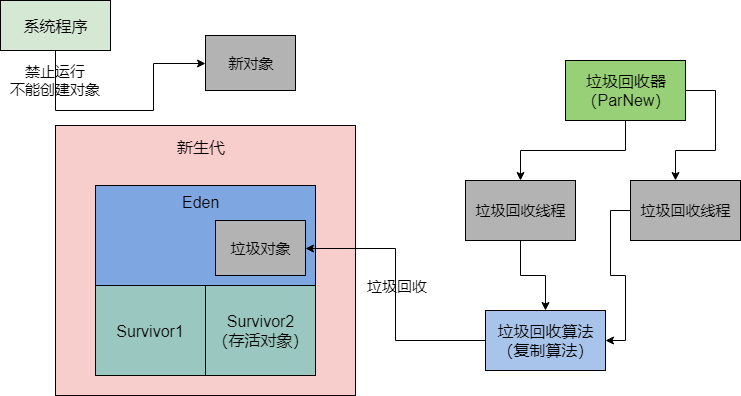 系统程序
禁止运行
不能创建对象
新对象
垃圾回收器
（ParNew）
新生代
Eden
垃圾回收线程
垃圾回收线程
垃圾对象
垃圾回收
Survivor1
Survivor2
（存活对象）
垃圾回收算法
（复制算法）